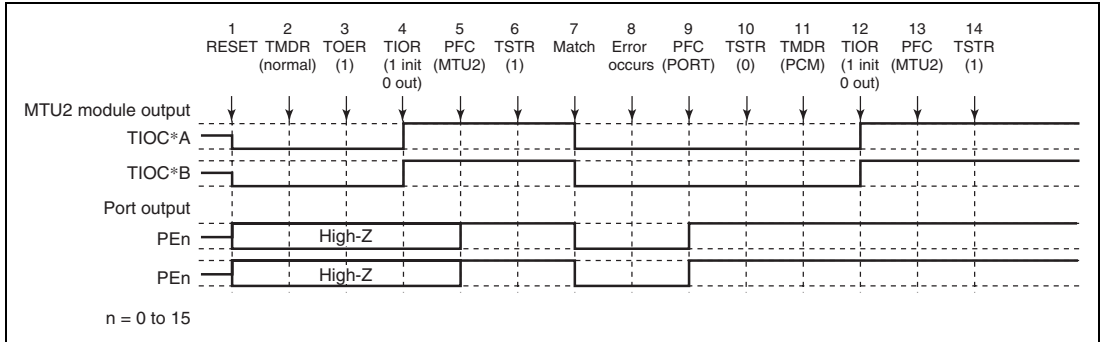 1 2 3 4 5 6 7 8 9 10 11 12 13 14
RESET TMDR TOER TIOR PFC TSTR Match Error PFC TSTR TMDR TIOR PFC TSTR
(normal) (1) (1 init (MTU2) (1) occurs (PORT) (0) (PCM) (1 init (MTU2) (1)
0 out) 0 out)
MTU2 module output
TIOC*A
TIOC*B
Port output
PEn High-Z
PEn High-Z
n = 0 to 15